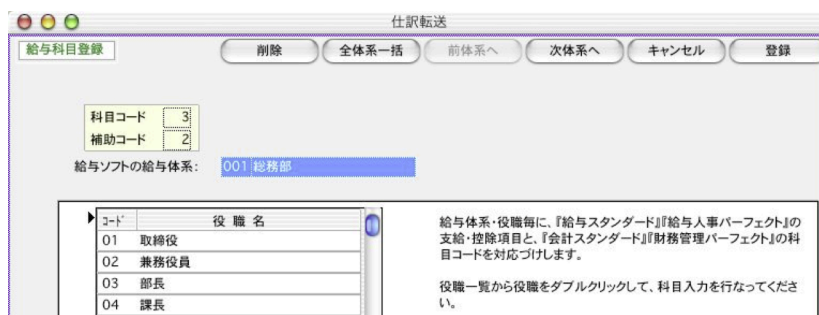 仕訳転送
給与科目登録 削除 全体系一括 前体系へ 次体系へ キャンセル 登録
科目コード 3
補助コード 2
給与ソフトの給与体系: 001 総務部
ｺｰﾄﾞ 役 職 名
01 取締役
02 兼務役員
03 部長
04 課長
給与体系・役職毎に、『給与スタンダード』『給与人事パーフェクト』の
支給・控除項目と、『会計スタンダード』『財務管理パーフェクト』の科
目コードを対応づけします。
役職一覧から役職をダブルクリックして、科目入力を行なってくださ
い。